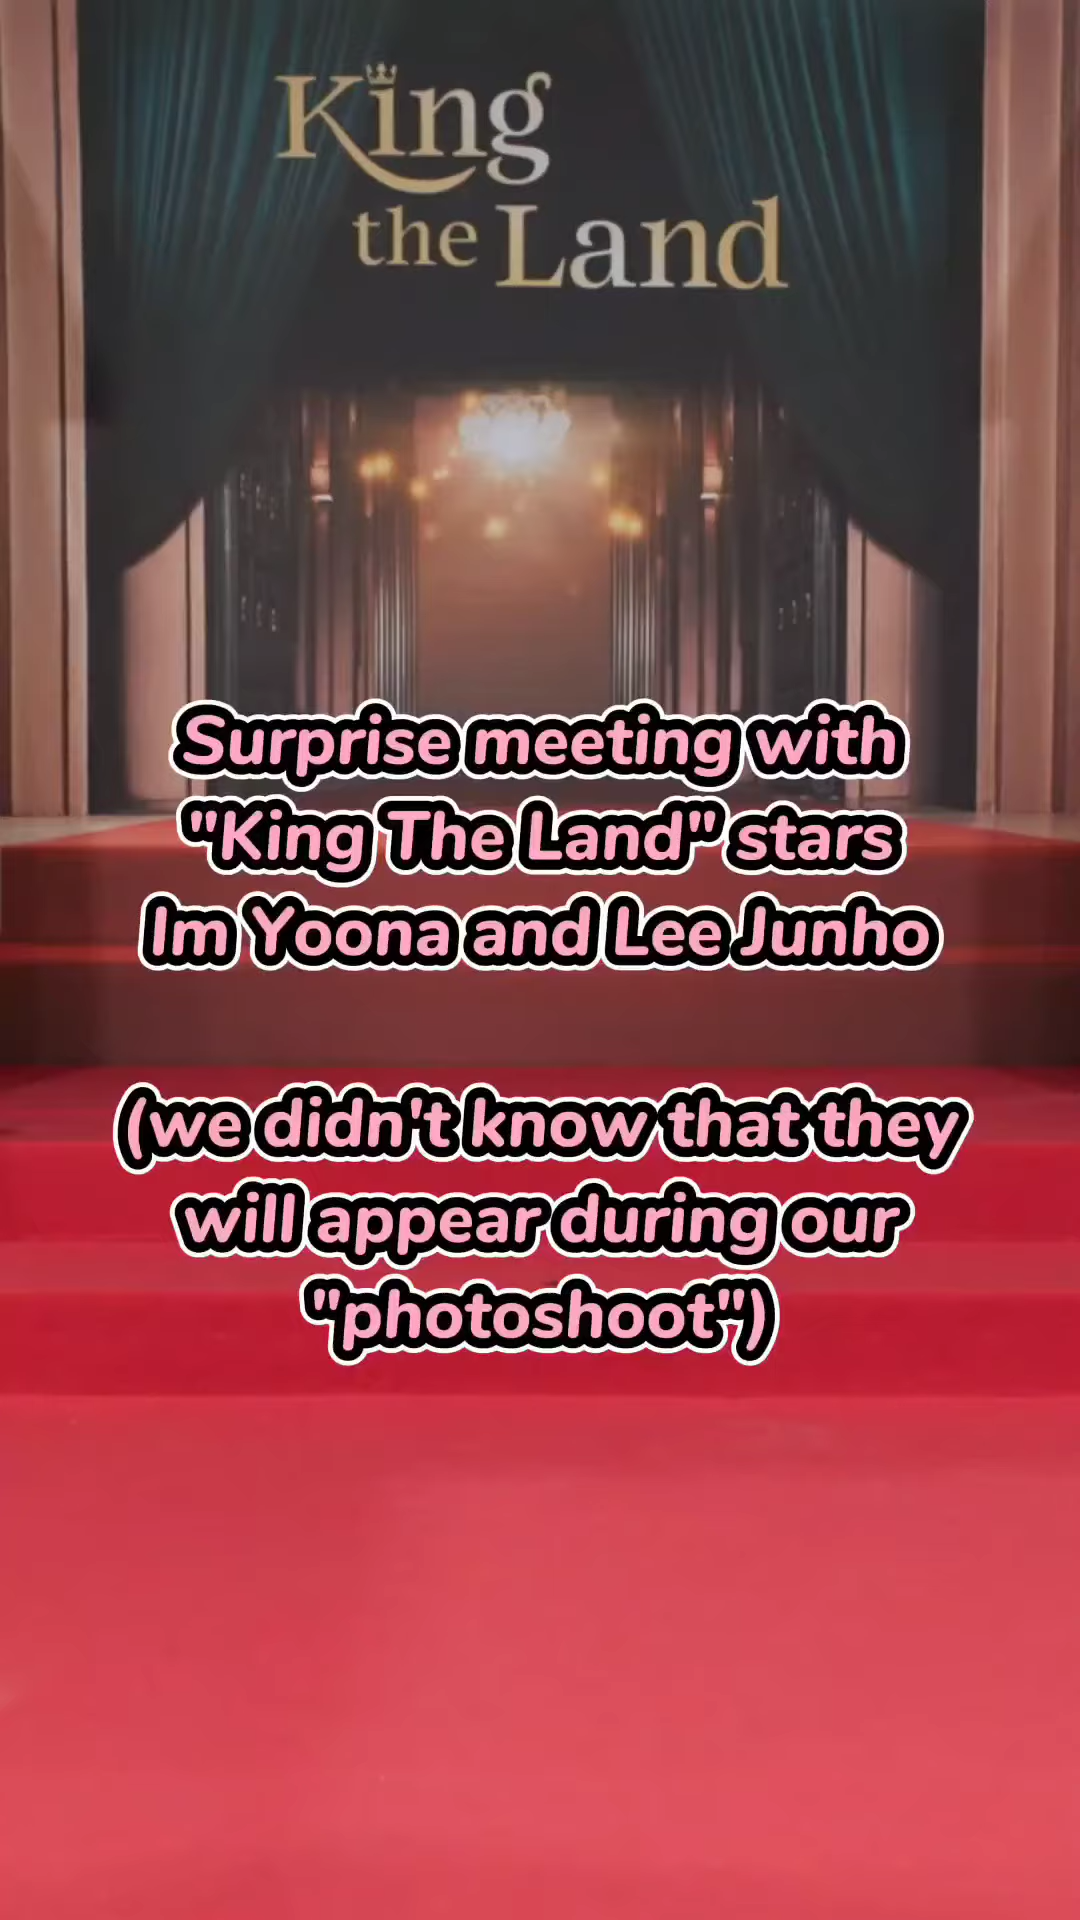 King
the Land
Surprise meeting with
"King The Land" stars
Im Yoona and Lee Junho
(we didn't know that they
will appear during our
"photoshoot")